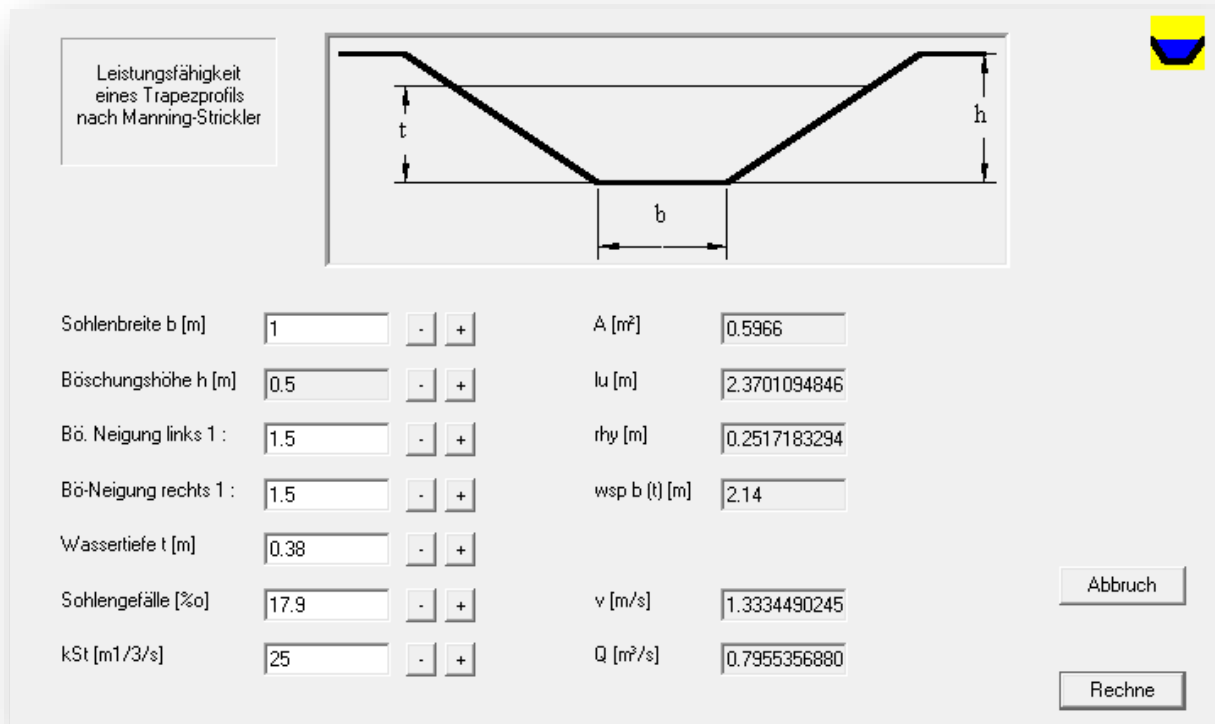 Leistungsfähigkeit
eines Trapezprofils
nach Manning-Strickler
t
h
b
Sohlenbreite b [m] 1 - + A [m²] 0.5966
Böschungshöhe h [m] 0.5 - + lu [m] 2.3701094846
Bö. Neigung links 1 : 1.5 - + rhy [m] 0.2517183294
Bö-Neigung rechts 1 : 1.5 - + wsp b (t) [m] 2.14
Wassertiefe t [m] 0.38 - +
Sohlengefälle [%o] 17.9 - + v [m/s] 1.3334490245
Abbruch
kSt [m1/3/s] 25 - + Q [m³/s] 0.7955356880
Rechne